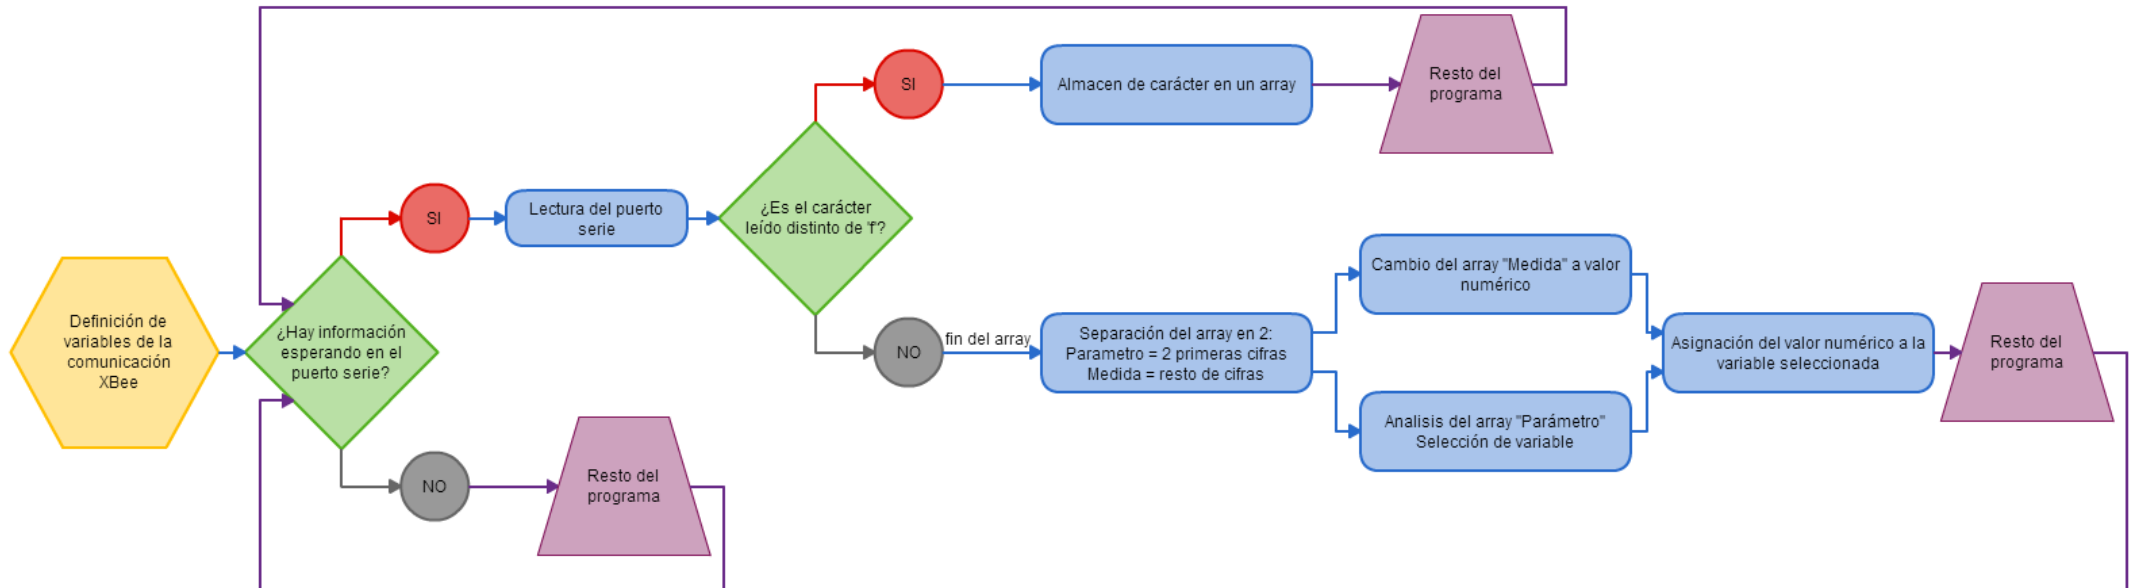 Definición de
variables de la
comunicación
XBee
¿Hay información
esperando en el
puerto serie?
SI
Lectura del puerto
serie
¿Es el carácter
leído distinto de 'f'?
SI
Almacen de carácter en un array
Resto del
programa
NO
fin del array
Separación del array en 2:
Parametro = 2 primeras cifras
Medida = resto de cifras
Cambio del array "Medida" a valor
numérico
Analisis del array "Parámetro"
Selección de variable
Asignación del valor numérico a la
variable seleccionada
Resto del
programa
NO
Resto del
programa